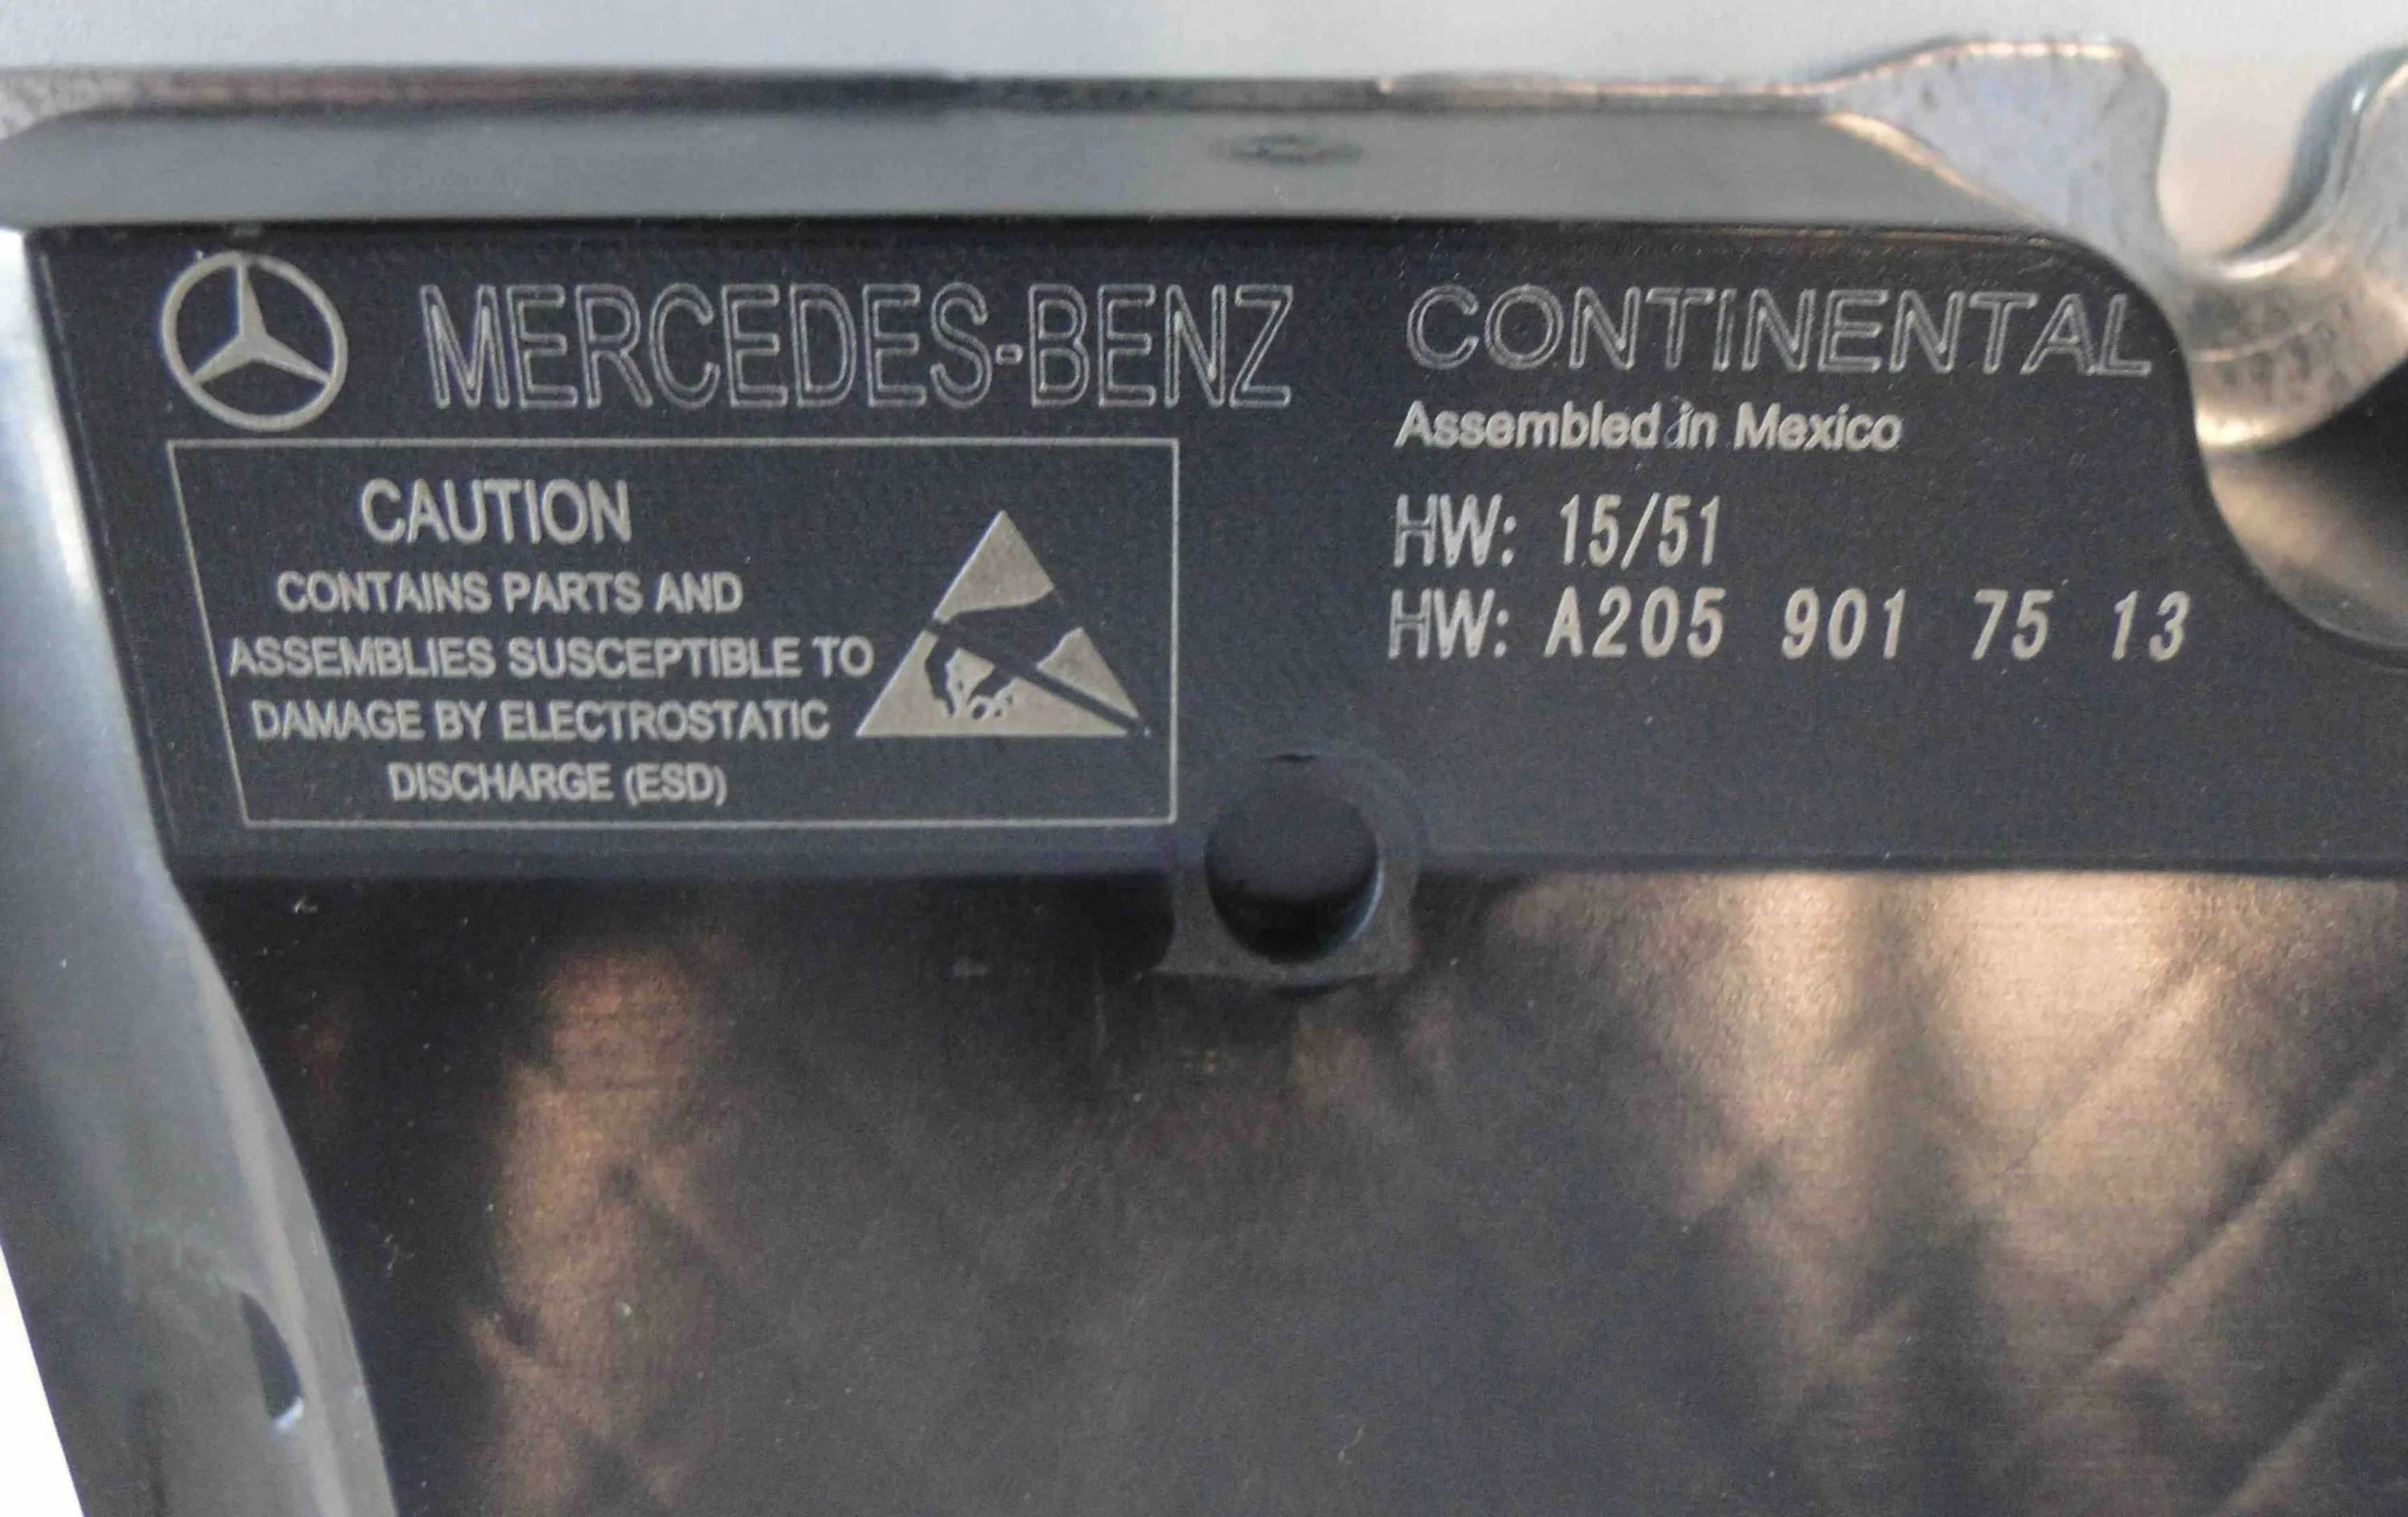 MERCEDES-BENZ
CAUTION
CONTAINS PARTS AND
ASSEMBLIES SUSCEPTIBLE TO
DAMAGE BY ELECTROSTATIC
DISCHARGE (ESD)
CONTINENTAL
Assembled in Mexico
HW: 15/51
HW: A205 901 75 13